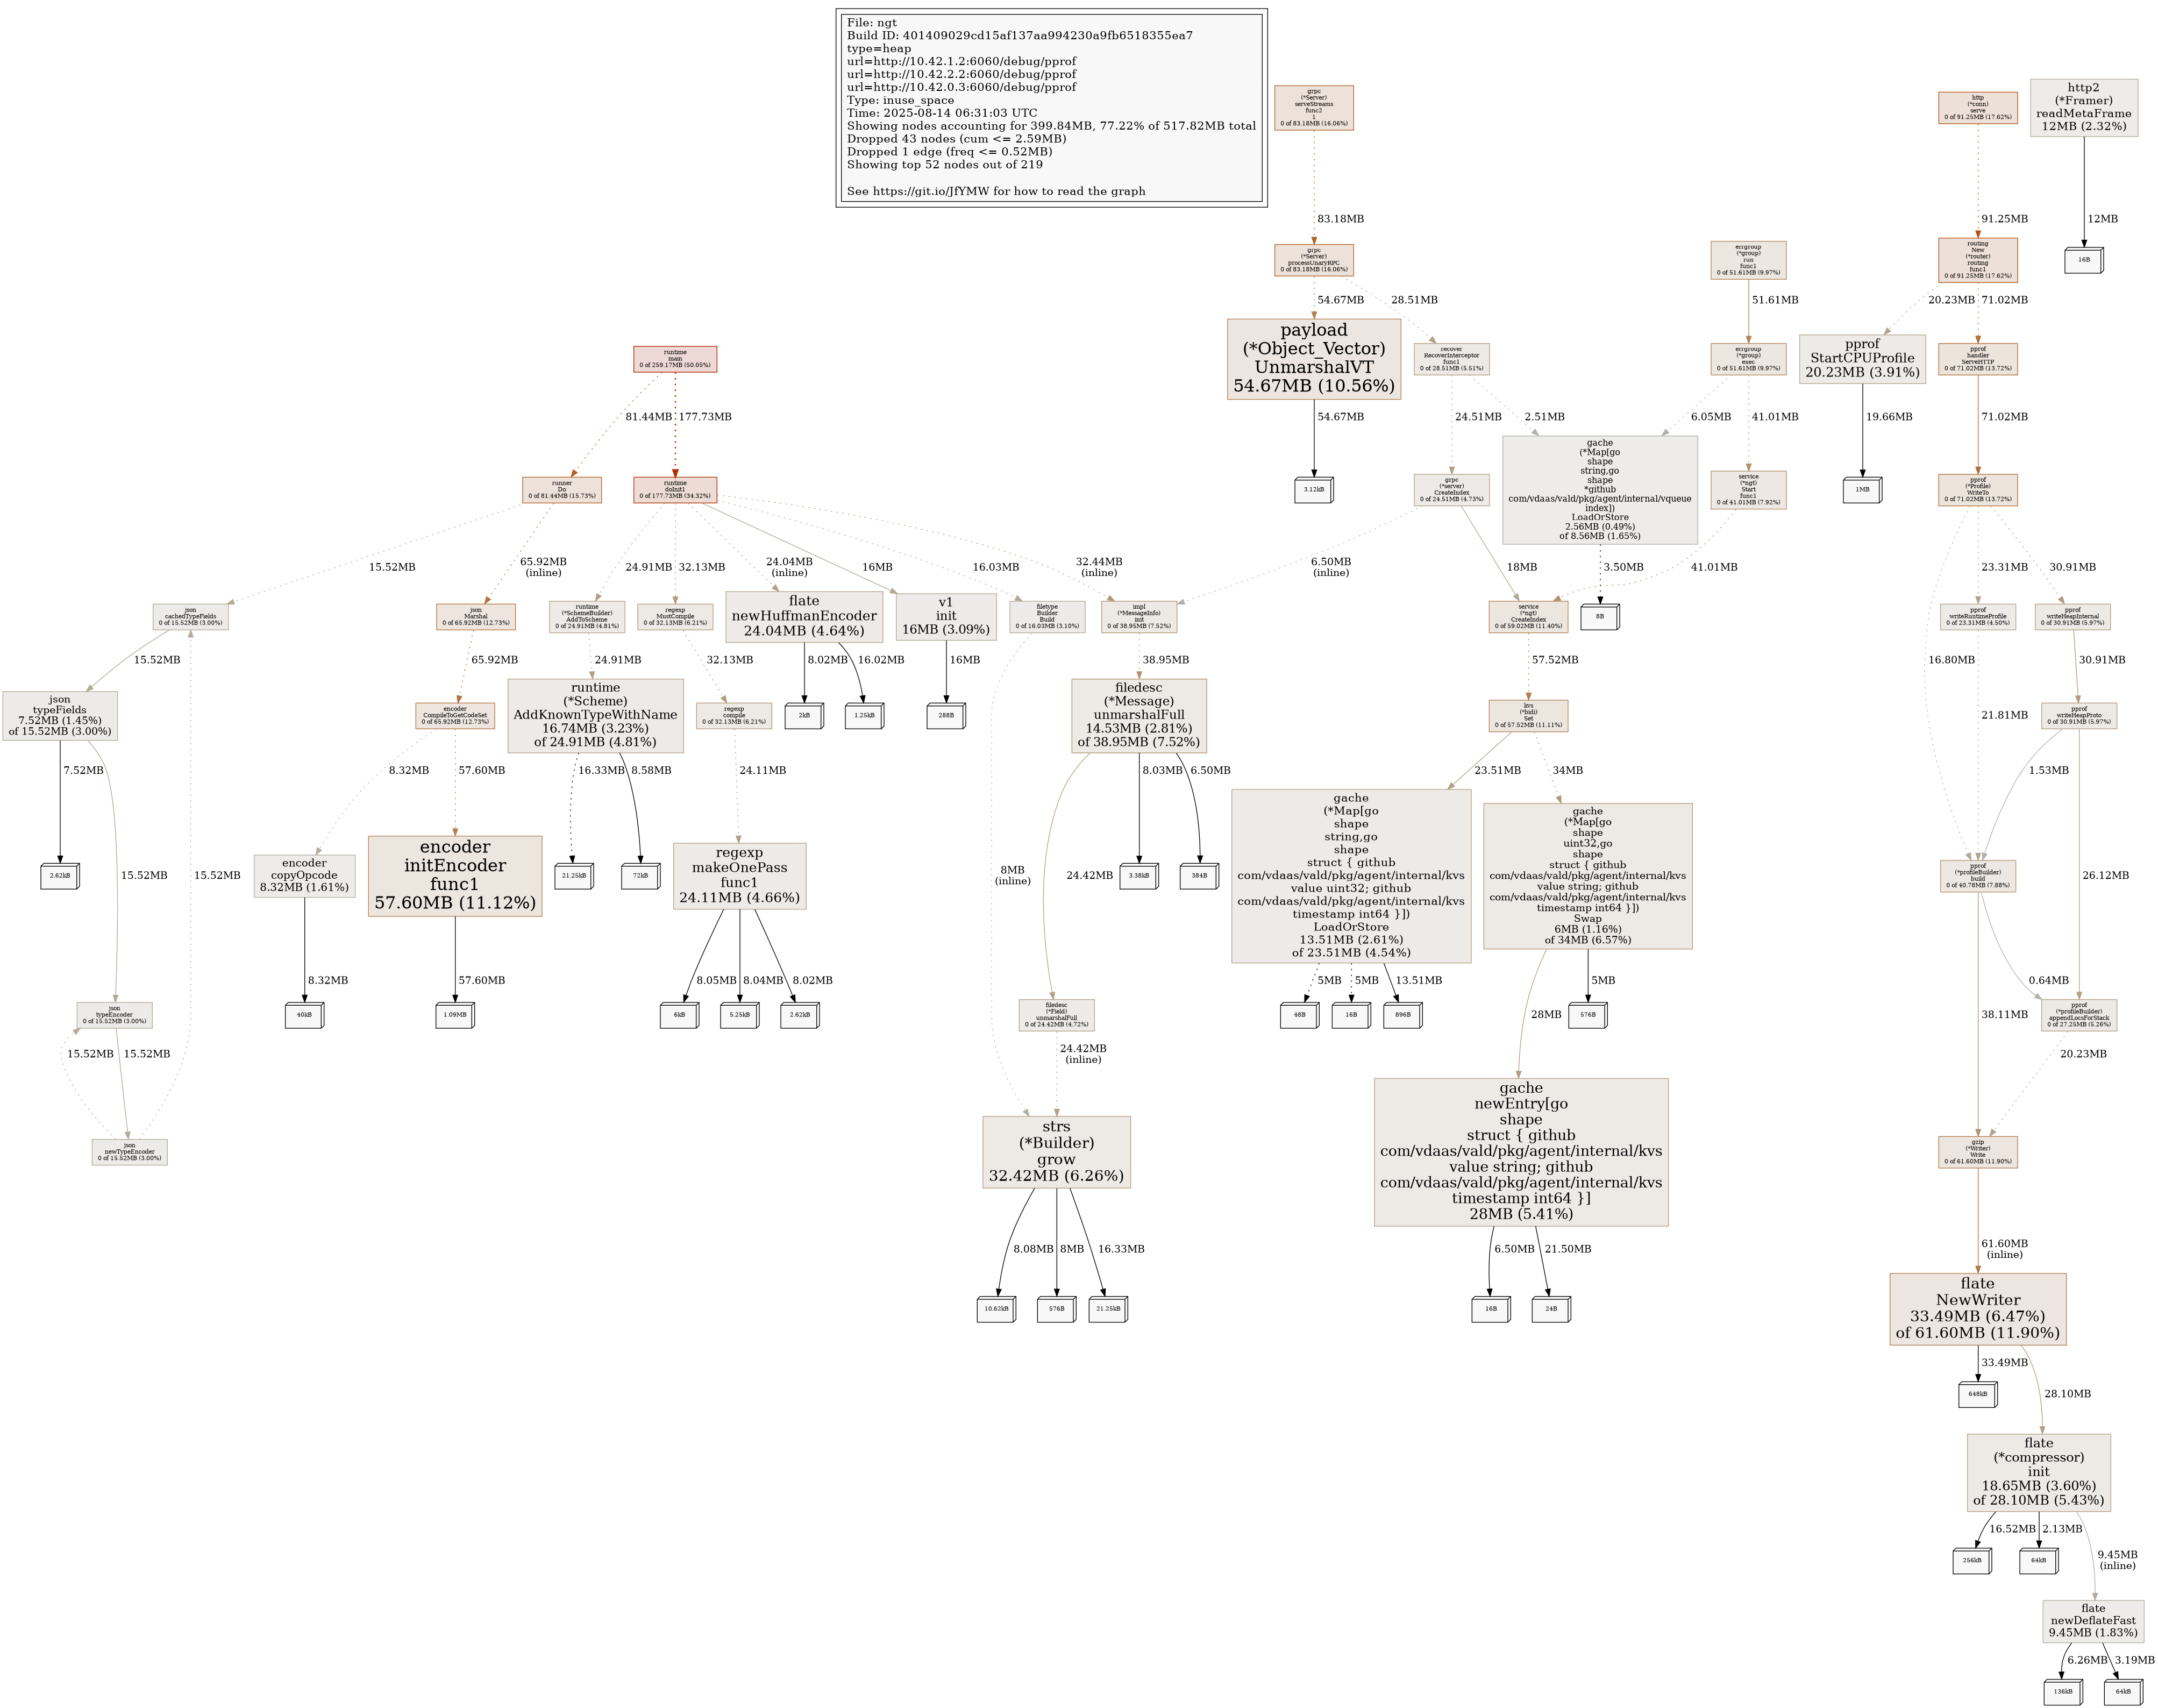 File: ngt
Build ID: 401409029cd15af137aa994230a9fb6518355ea7
type=heap
url=http://10.42.1.2:6060/debug/pprof
url=http://10.42.2.2:6060/debug/pprof
url=http://10.42.0.3:6060/debug/pprof
Type: inuse_space
Time: 2025-08-14 06:31:03 UTC
Showing nodes accounting for 399.84MB, 77.22% of 517.82MB total
Dropped 43 nodes (cum <= 2.59MB)
Dropped 1 edge (freq <= 0.52MB)
Showing top 52 nodes out of 219
See https://git.io/JfYMW for how to read the graph
grpc
(*Server)
serveStreams
func2
1
0 of 83.18MB (16.06%)
http
(*conn)
serve
0 of 91.25MB (17.62%)
http2
(*Framer)
readMetaFrame
12MB (2.32%)
83.18MB
91.25MB
12MB
16B
grpc
(*Server)
processUnaryRPC
0 of 83.18MB (16.06%)
errgroup
(*group)
run
func1
0 of 51.61MB (9.97%)
routing
New
(*router)
routing
func1
0 of 91.25MB (17.62%)
54.67MB
28.51MB
51.61MB
20.23MB
71.02MB
runtime
main
0 of 259.17MB (50.05%)
payload
(*Object_Vector)
UnmarshalVT
54.67MB (10.56%)
recover
RecoverInterceptor
func1
0 of 28.51MB (5.51%)
errgroup
(*group)
exec
0 of 51.61MB (9.97%)
pprof
StartCPUProfile
20.23MB (3.91%)
pprof
handler
ServeHTTP
0 of 71.02MB (13.72%)
81.44MB
177.73MB
54.67MB
24.51MB
2.51MB
6.05MB
41.01MB
19.66MB
71.02MB
runner
Do
0 of 81.44MB (15.73%)
runtime
doInit1
0 of 177.73MB (34.32%)
3.12kB
grpc
(*server)
CreateIndex
0 of 24.51MB (4.73%)
gache
(*Map[go
shape
string,go
shape
*github
com/vdaas/vald/pkg/agent/internal/vqueue
index])
LoadOrStore
2.56MB (0.49%)
of 8.56MB (1.65%)
service
(*ngt)
Start
func1
0 of 41.01MB (7.92%)
1MB
pprof
(*Profile)
WriteTo
0 of 71.02MB (13.72%)
15.52MB
65.92MB
(inline)
24.91MB
32.13MB
24.04MB
(inline)
16MB
16.03MB
32.44MB
(inline)
6.50MB
(inline)
18MB
3.50MB
41.01MB
23.31MB
30.91MB
json
cachedTypeFields
0 of 15.52MB (3.00%)
json
Marshal
0 of 65.92MB (12.73%)
runtime
(*SchemeBuilder)
AddToScheme
0 of 24.91MB (4.81%)
regexp
MustCompile
0 of 32.13MB (6.21%)
flate
newHuffmanEncoder
24.04MB (4.64%)
v1
init
16MB (3.09%)
filetype
Builder
Build
0 of 16.03MB (3.10%)
impl
(*MessageInfo)
init
0 of 38.95MB (7.52%)
service
(*ngt)
CreateIndex
0 of 59.02MB (11.40%)
8B
pprof
writeRuntimeProfile
0 of 23.31MB (4.50%)
pprof
writeHeapInternal
0 of 30.91MB (5.97%)
15.52MB
65.92MB
24.91MB
32.13MB
8.02MB
16.02MB
16MB
38.95MB
57.52MB
16.80MB
30.91MB
json
typeFields
7.52MB (1.45%)
of 15.52MB (3.00%)
encoder
CompileToGetCodeSet
0 of 65.92MB (12.73%)
runtime
(*Scheme)
AddKnownTypeWithName
16.74MB (3.23%)
of 24.91MB (4.81%)
regexp
compile
0 of 32.13MB (6.21%)
2kB
1.25kB
288B
filedesc
(*Message)
unmarshalFull
14.53MB (2.81%)
of 38.95MB (7.52%)
kvs
(*bidi)
Set
0 of 57.52MB (11.11%)
21.81MB
pprof
writeHeapProto
0 of 30.91MB (5.97%)
7.52MB
8.32MB
57.60MB
16.33MB
8.58MB
24.11MB
8.03MB
6.50MB
23.51MB
34MB
1.53MB
2.62kB
15.52MB
15.52MB
encoder
copyOpcode
8.32MB (1.61%)
encoder
initEncoder
func1
57.60MB (11.12%)
21.25kB
72kB
regexp
makeOnePass
func1
24.11MB (4.66%)
8MB
(inline)
24.42MB
3.38kB
384B
gache
(*Map[go
shape
string,go
shape
struct { github
com/vdaas/vald/pkg/agent/internal/kvs
value uint32; github
com/vdaas/vald/pkg/agent/internal/kvs
timestamp int64 }])
LoadOrStore
13.51MB (2.61%)
of 23.51MB (4.54%)
gache
(*Map[go
shape
uint32,go
shape
struct { github
com/vdaas/vald/pkg/agent/internal/kvs
value string; github
com/vdaas/vald/pkg/agent/internal/kvs
timestamp int64 }])
Swap
6MB (1.16%)
of 34MB (6.57%)
pprof
(*profileBuilder)
build
0 of 40.78MB (7.88%)
26.12MB
8.32MB
57.60MB
8.05MB
8.04MB
8.02MB
5MB
5MB
13.51MB
28MB
5MB
38.11MB
0.64MB
json
typeEncoder
0 of 15.52MB (3.00%)
40kB
1.09MB
6kB
5.25kB
2.62kB
filedesc
(*Field)
unmarshalFull
0 of 24.42MB (4.72%)
48B
16B
896B
576B
pprof
(*profileBuilder)
appendLocsForStack
0 of 27.25MB (5.26%)
15.52MB
15.52MB
24.42MB
(inline)
20.23MB
json
newTypeEncoder
0 of 15.52MB (3.00%)
strs
(*Builder)
grow
32.42MB (6.26%)
gache
newEntry[go
shape
struct { github
com/vdaas/vald/pkg/agent/internal/kvs
value string; github
com/vdaas/vald/pkg/agent/internal/kvs
timestamp int64 }]
28MB (5.41%)
gzip
(*Writer)
Write
0 of 61.60MB (11.90%)
8.08MB
8MB
16.33MB
6.50MB
21.50MB
61.60MB
(inline)
10.62kB
576B
21.25kB
16B
24B
flate
NewWriter
33.49MB (6.47%)
of 61.60MB (11.90%)
33.49MB
28.10MB
648kB
flate
(*compressor)
init
18.65MB (3.60%)
of 28.10MB (5.43%)
16.52MB
2.13MB
9.45MB
(inline)
256kB
64kB
flate
newDeflateFast
9.45MB (1.83%)
6.26MB
3.19MB
136kB
64kB